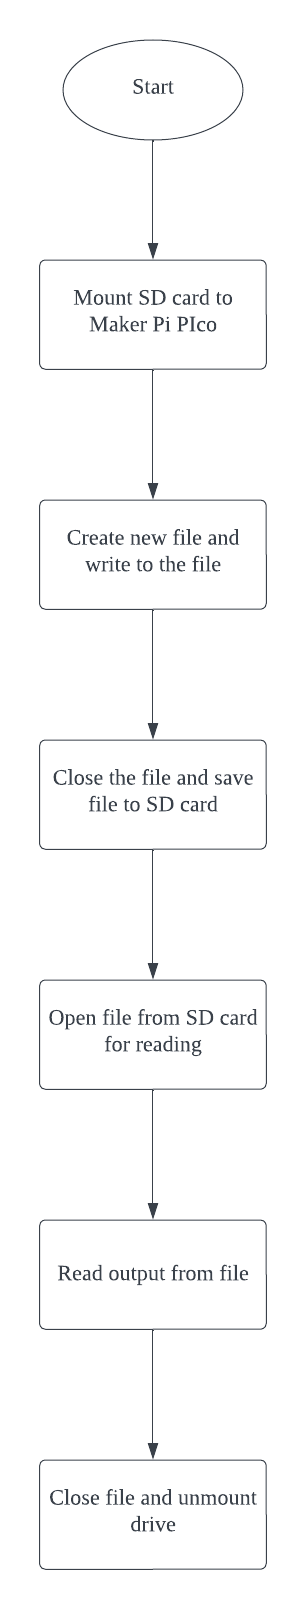 Start
Mount SD card to
Maker Pi PIco
Create new file and
write to the file
Close the file and save
file to SD card
Open file from SD card
for reading
Read output from file
Close file and unmount
drive